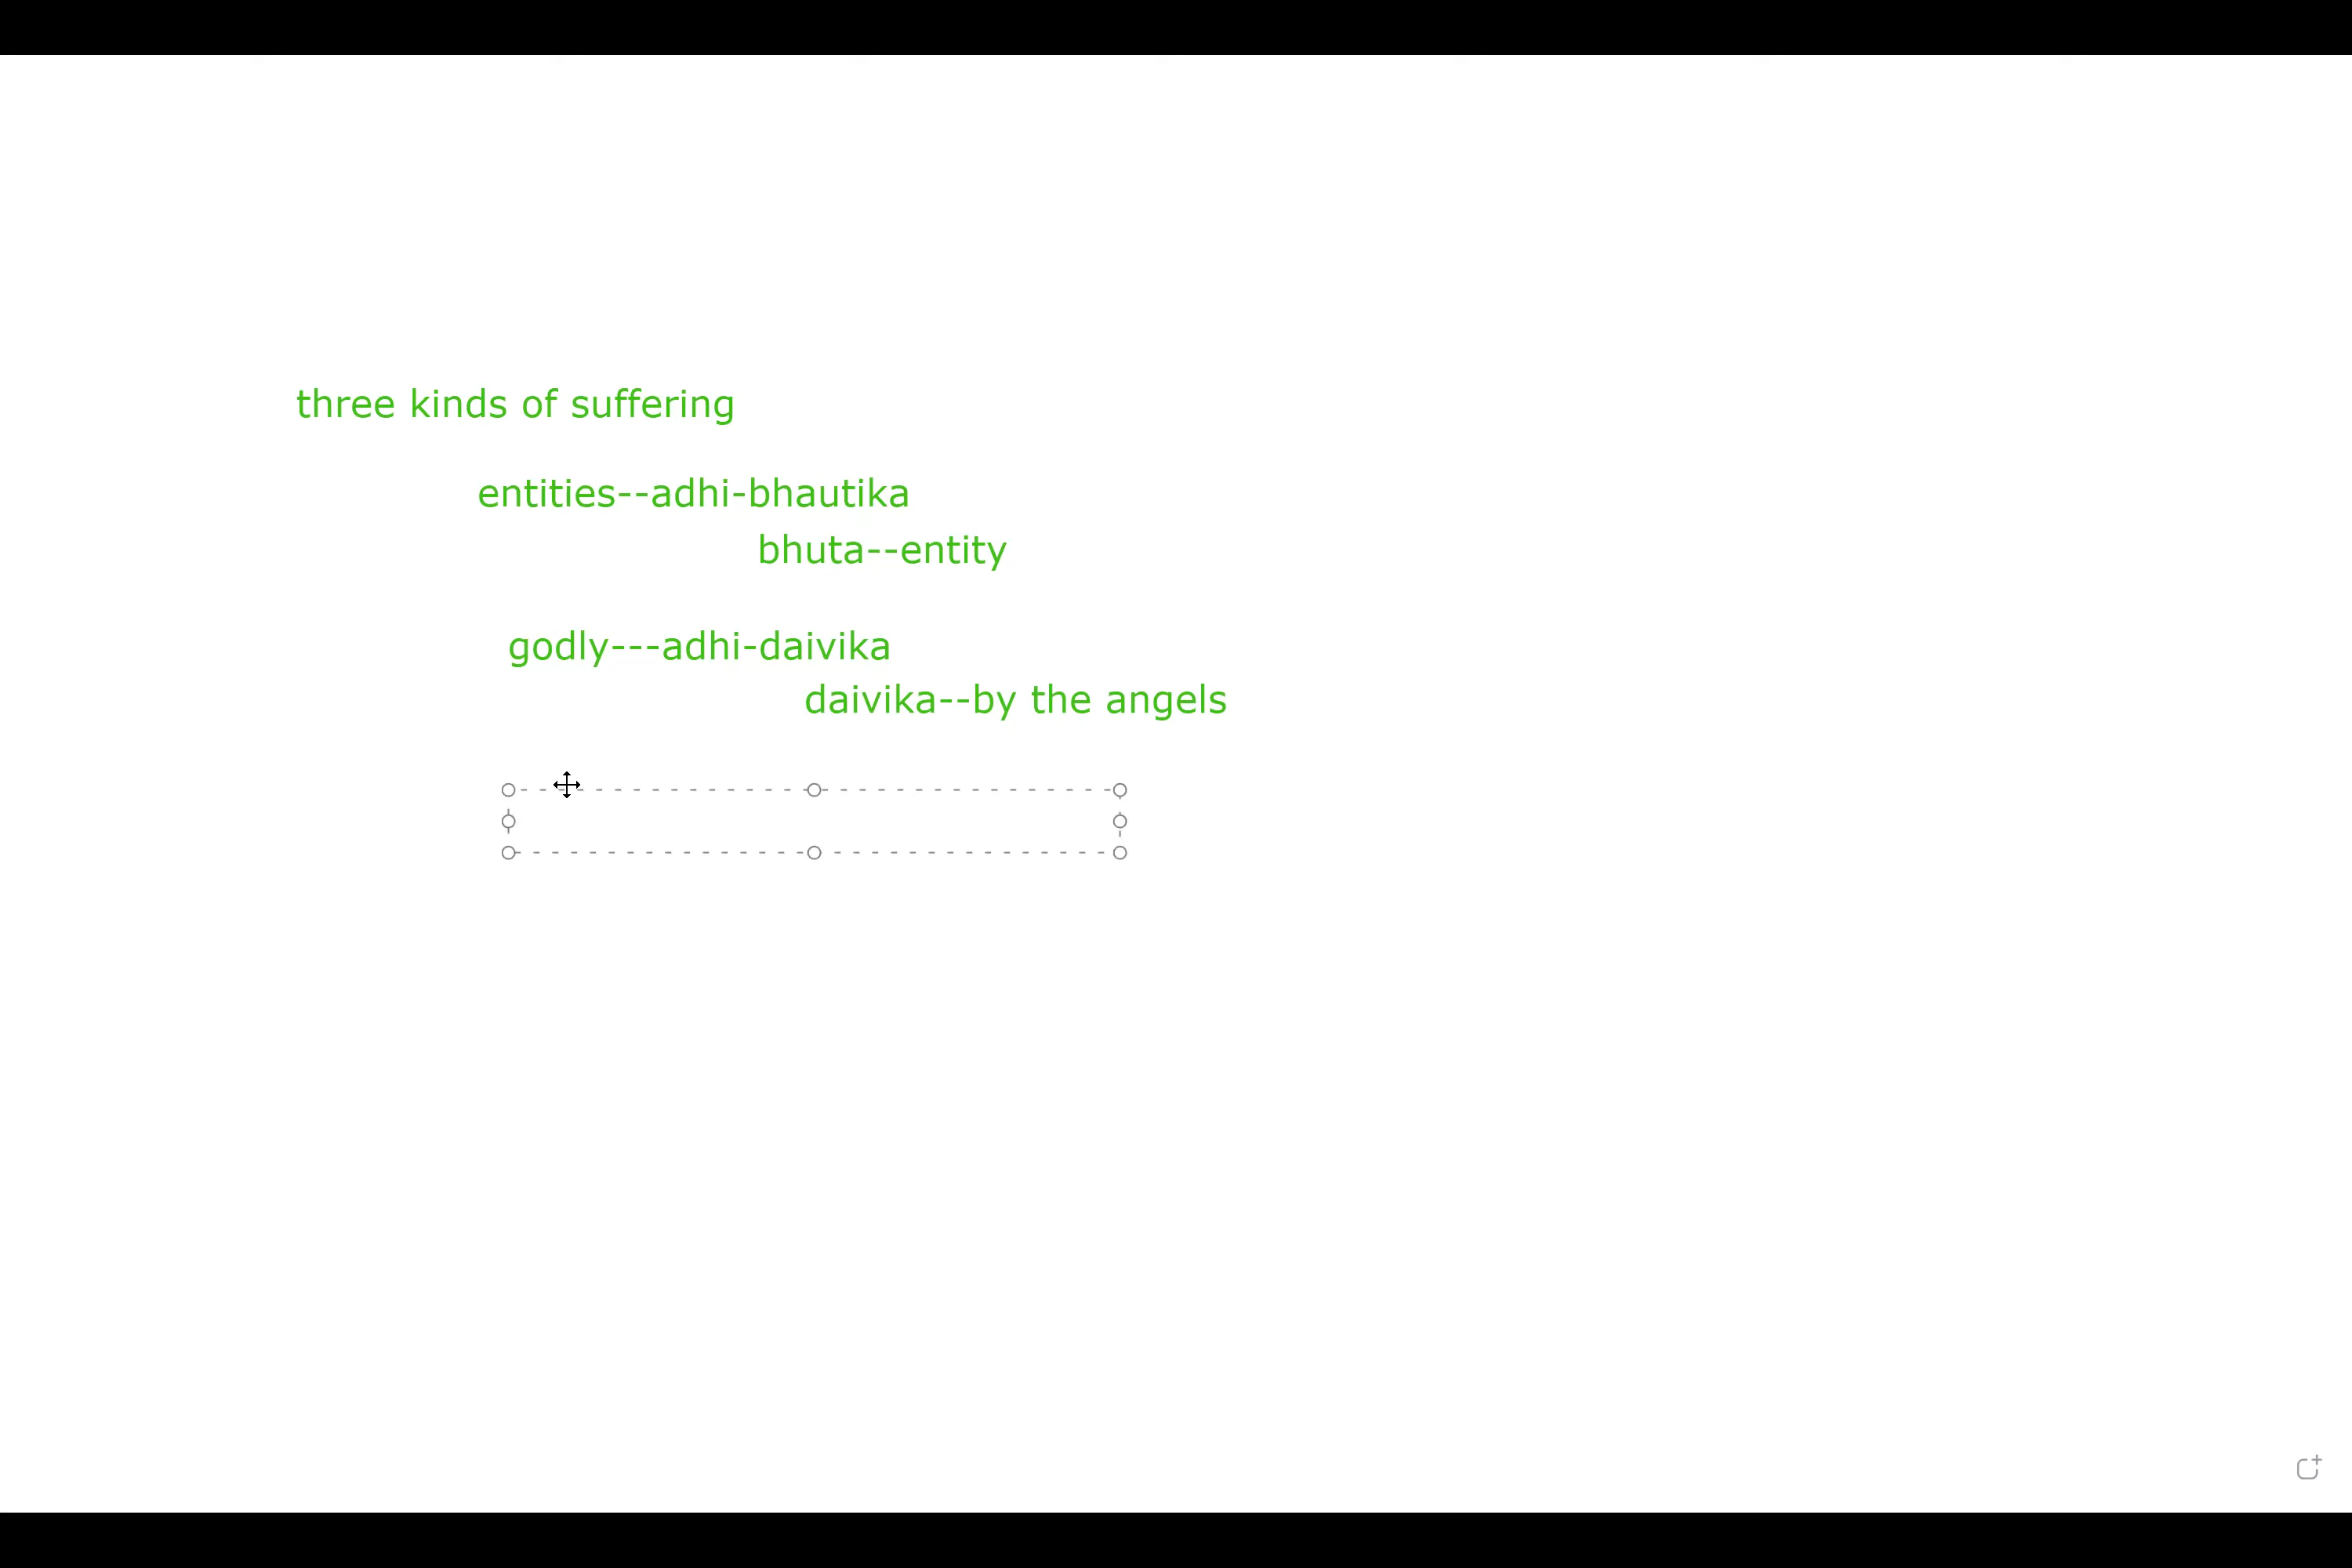 three kinds of suffering
entities--adhi-bhautika
bhuta--entity
godly---adhi-daivika
daivika--by the angels